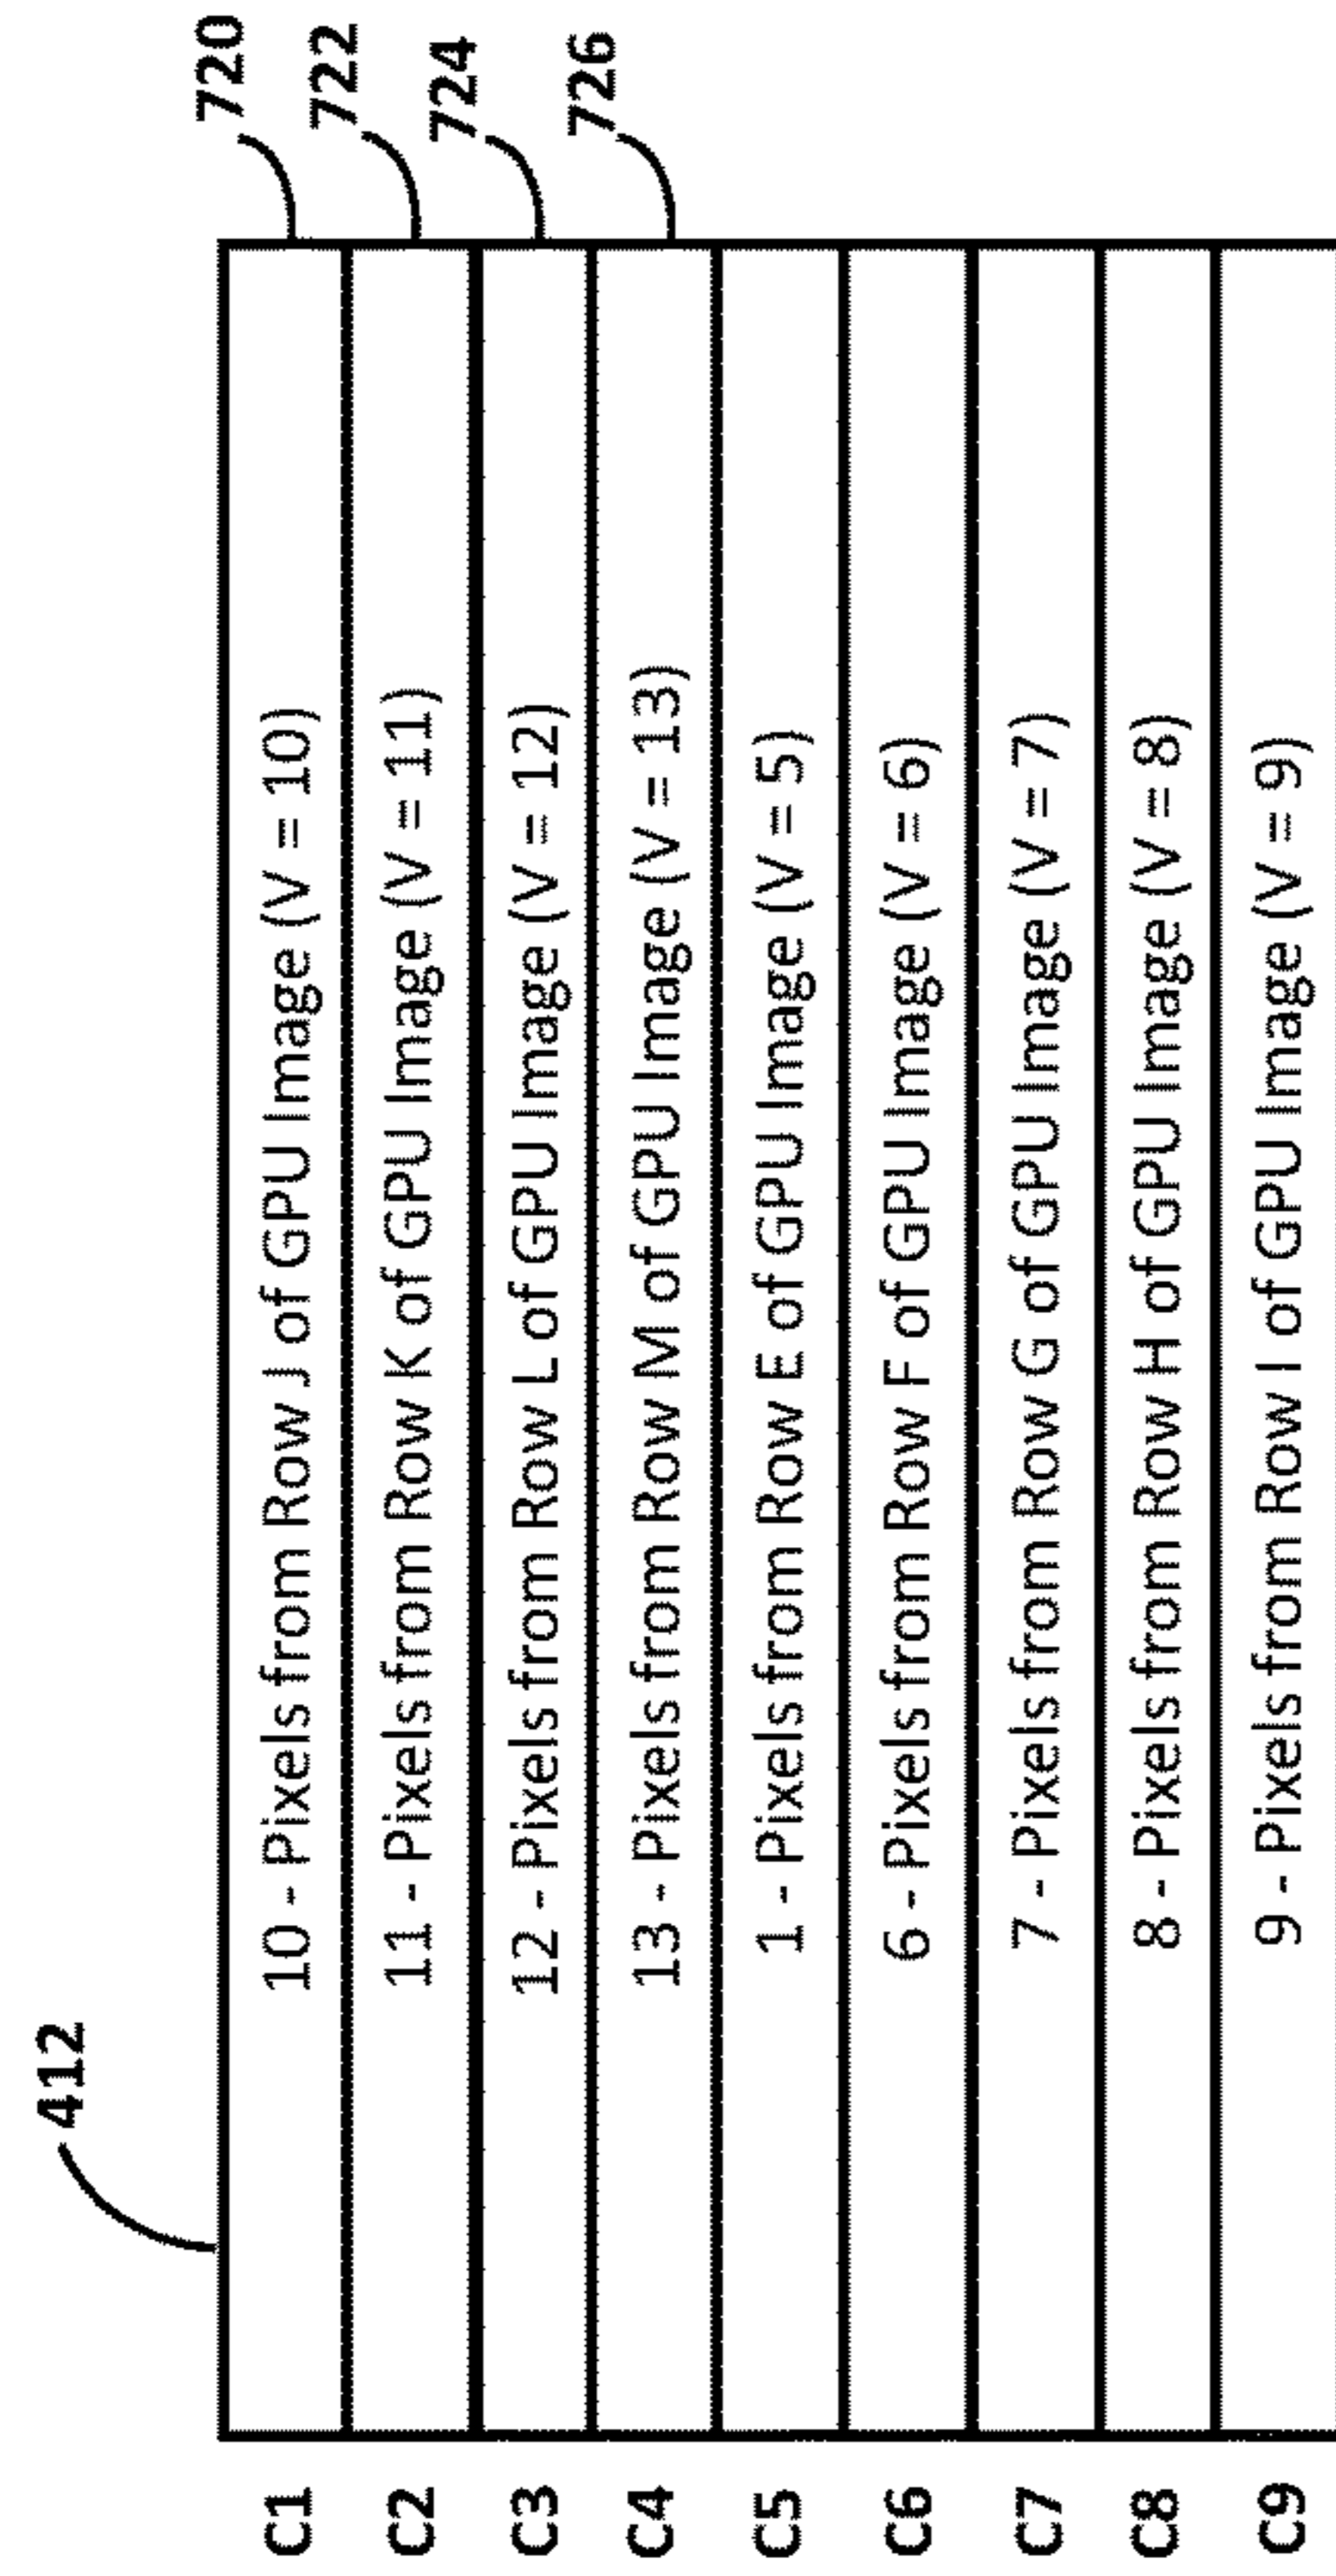 412
C1 10 - Pixels from Row J of GPU Image (V = 10) 720
C2 11 - Pixels from Row K of GPU Image (V = 11) 722
C3 12 - Pixels from Row L of GPU Image (V = 12) 724
C4 13 - Pixels from Row M of GPU Image (V = 13) 726
C5 1 - Pixels from Row E of GPU Image (V = 5)
C6 6 - Pixels from Row F of GPU Image (V = 6)
C7 7 - Pixels from Row G of GPU Image (V = 7)
C8 8 - Pixels from Row H of GPU Image (V = 8)
C9 9 - Pixels from Row I of GPU Image (V = 9)